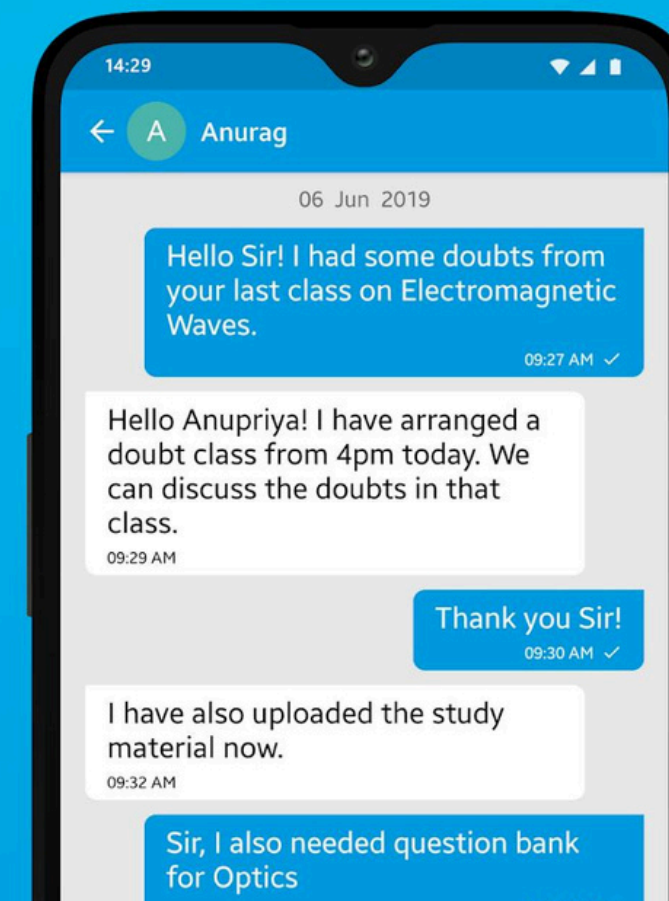 14:29
A Anurag
06 Jun 2019
Hello Sir! I had some doubts from
your last class on Electromagnetic
Waves.
09:27 AM
Hello Anupriya! I have arranged a
doubt class from 4pm today. We
can discuss the doubts in that
class.
09:29 AM
Thank you Sir!
09:30 AM
I have also uploaded the study
material now.
09:32 AM
Sir, I also needed question bank
for Optics